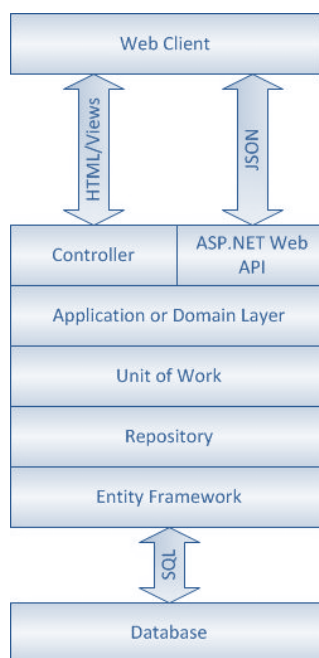 Web Client
HTML/Views
JSON
Controller
ASP.NET Web
API
Application or Domain Layer
Unit of Work
Repository
Entity Framework
SQL
Database